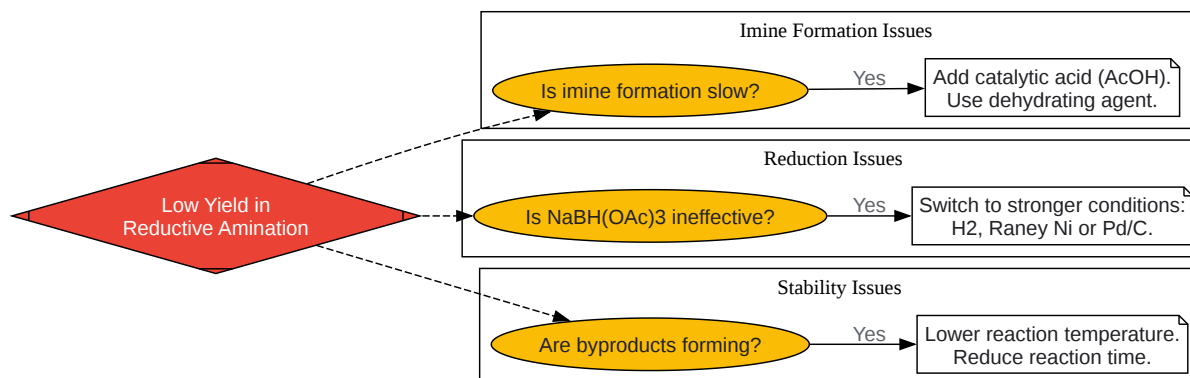 Imine Formation Issues
Is imine formation slow?
Yes
Add catalytic acid (AcOH).
Use dehydrating agent.
Low Yield in
Reductive Amination
Reduction Issues
Is NaBH(OAc)3 ineffective?
Yes
Switch to stronger conditions:
H2, Raney Ni or Pd/C.
Stability Issues
Are byproducts forming?
Yes
Lower reaction temperature.
Reduce reaction time.